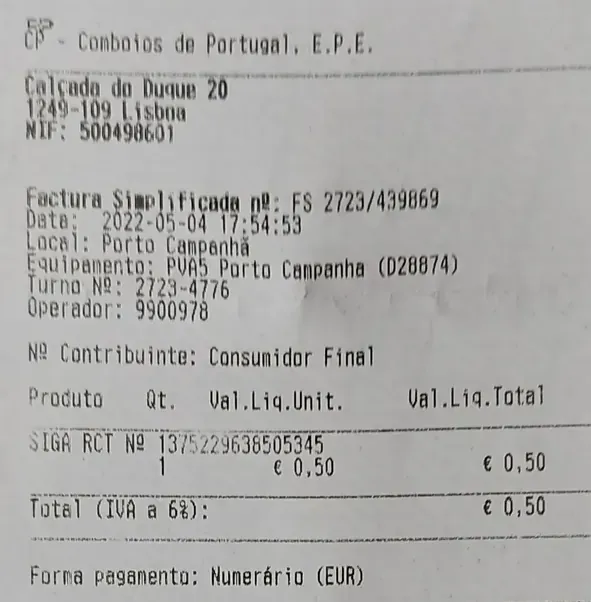 CP - Comboios de Portugal, E.P.E.
Calçada do Duque 20
1249-109 Lisboa
NIF: 500498601
Factura Simplificada nº: FS 2723/439869
Data: 2022-05-04 17:54:53
Local: Porto Campanhã
Equipamento: PVA5 Porto Campanha (D28874)
Turno Nº: 2723-4776
Operador: 9900978
Nº Contribuinte: Consumidor Final
Produto Qt. Val.Liq.Unit. Val.Liq.Total
SIGA RCT Nº 1375229638505345
1 € 0,50 € 0,50
Total (IVA a 6%): € 0,50
Forma pagamento: Numerário (EUR)